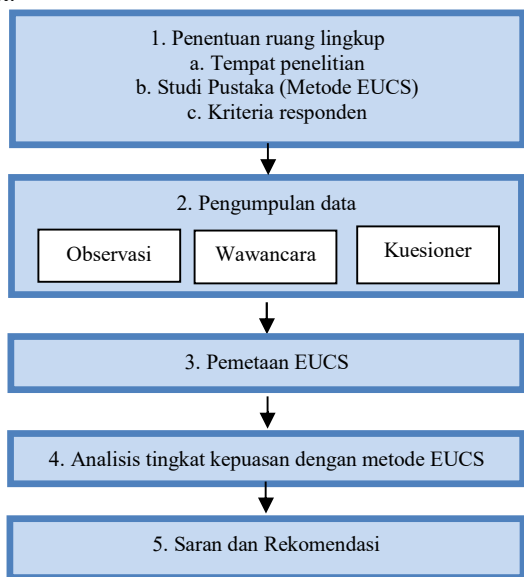 1. Penentuan ruang lingkup
a. Tempat penelitian
b. Studi Pustaka (Metode EUCS)
c. Kriteria responden
2. Pengumpulan data
Observasi
Wawancara
Kuesioner
3. Pemetaan EUCS
4. Analisis tingkat kepuasan dengan metode EUCS
5. Saran dan Rekomendasi